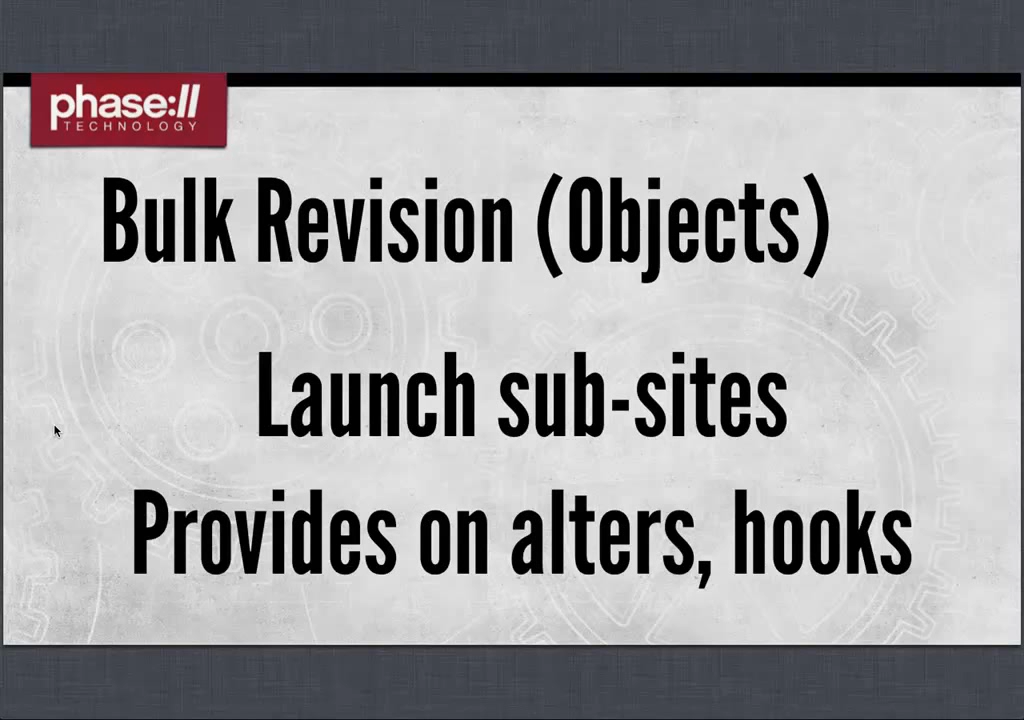 phase://
TECHNOLOGY
Bulk Revision (Objects)
Launch sub-sites
Provides on alters, hooks